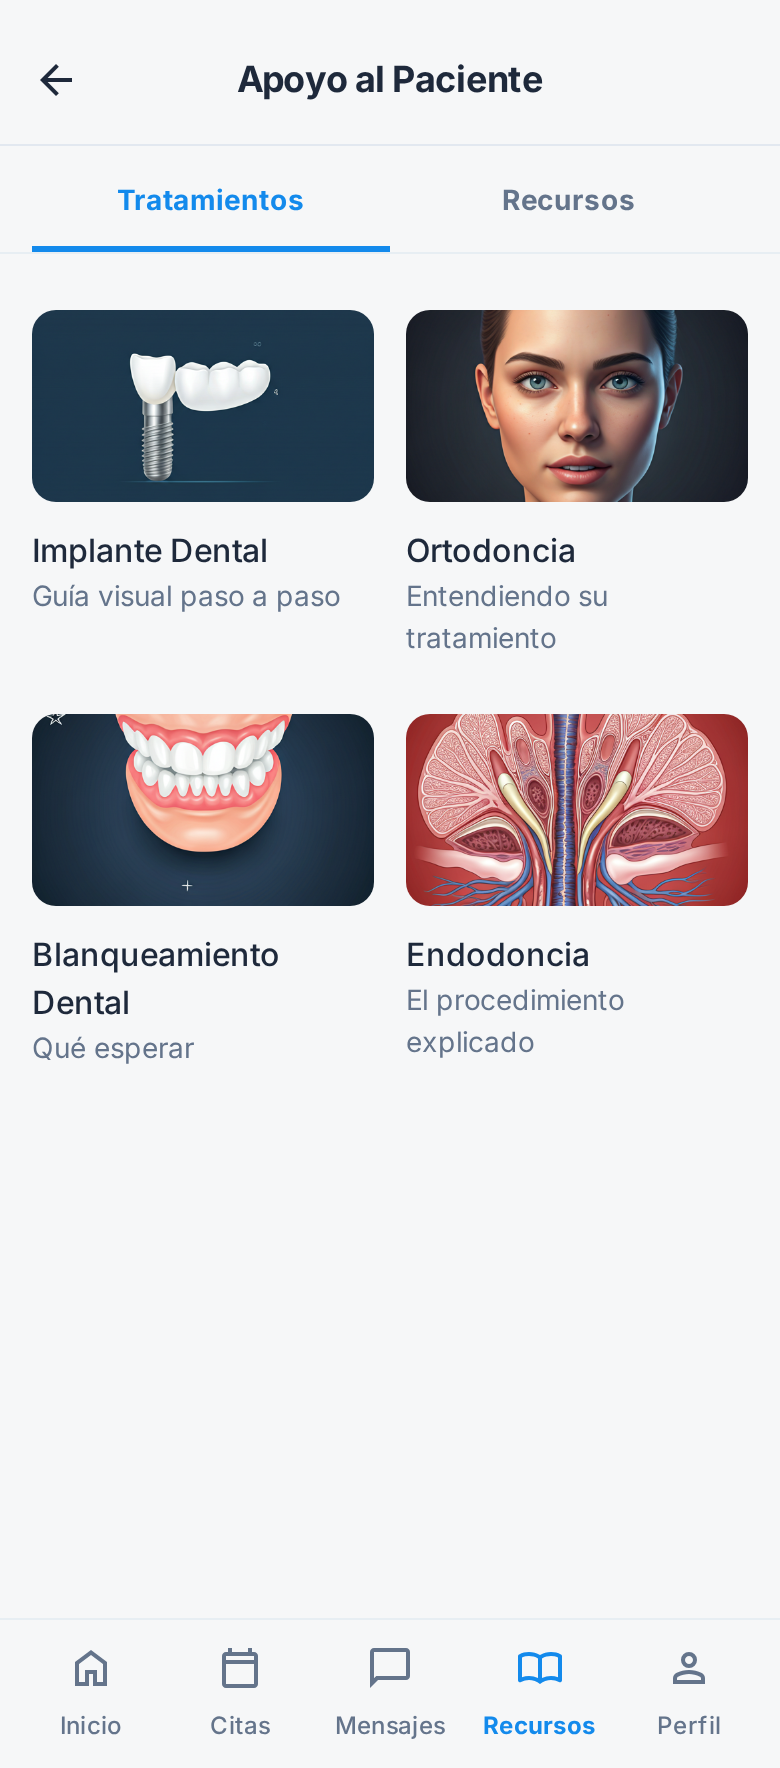 Apoyo al Paciente
Tratamientos
Recursos
Implante Dental
Guía visual paso a paso
Ortodoncia
Entendiendo su
tratamiento
Blanqueamiento
Dental
Qué esperar
Endodoncia
El procedimiento
explicado
Inicio
Citas
Mensajes
Recursos
Perfil